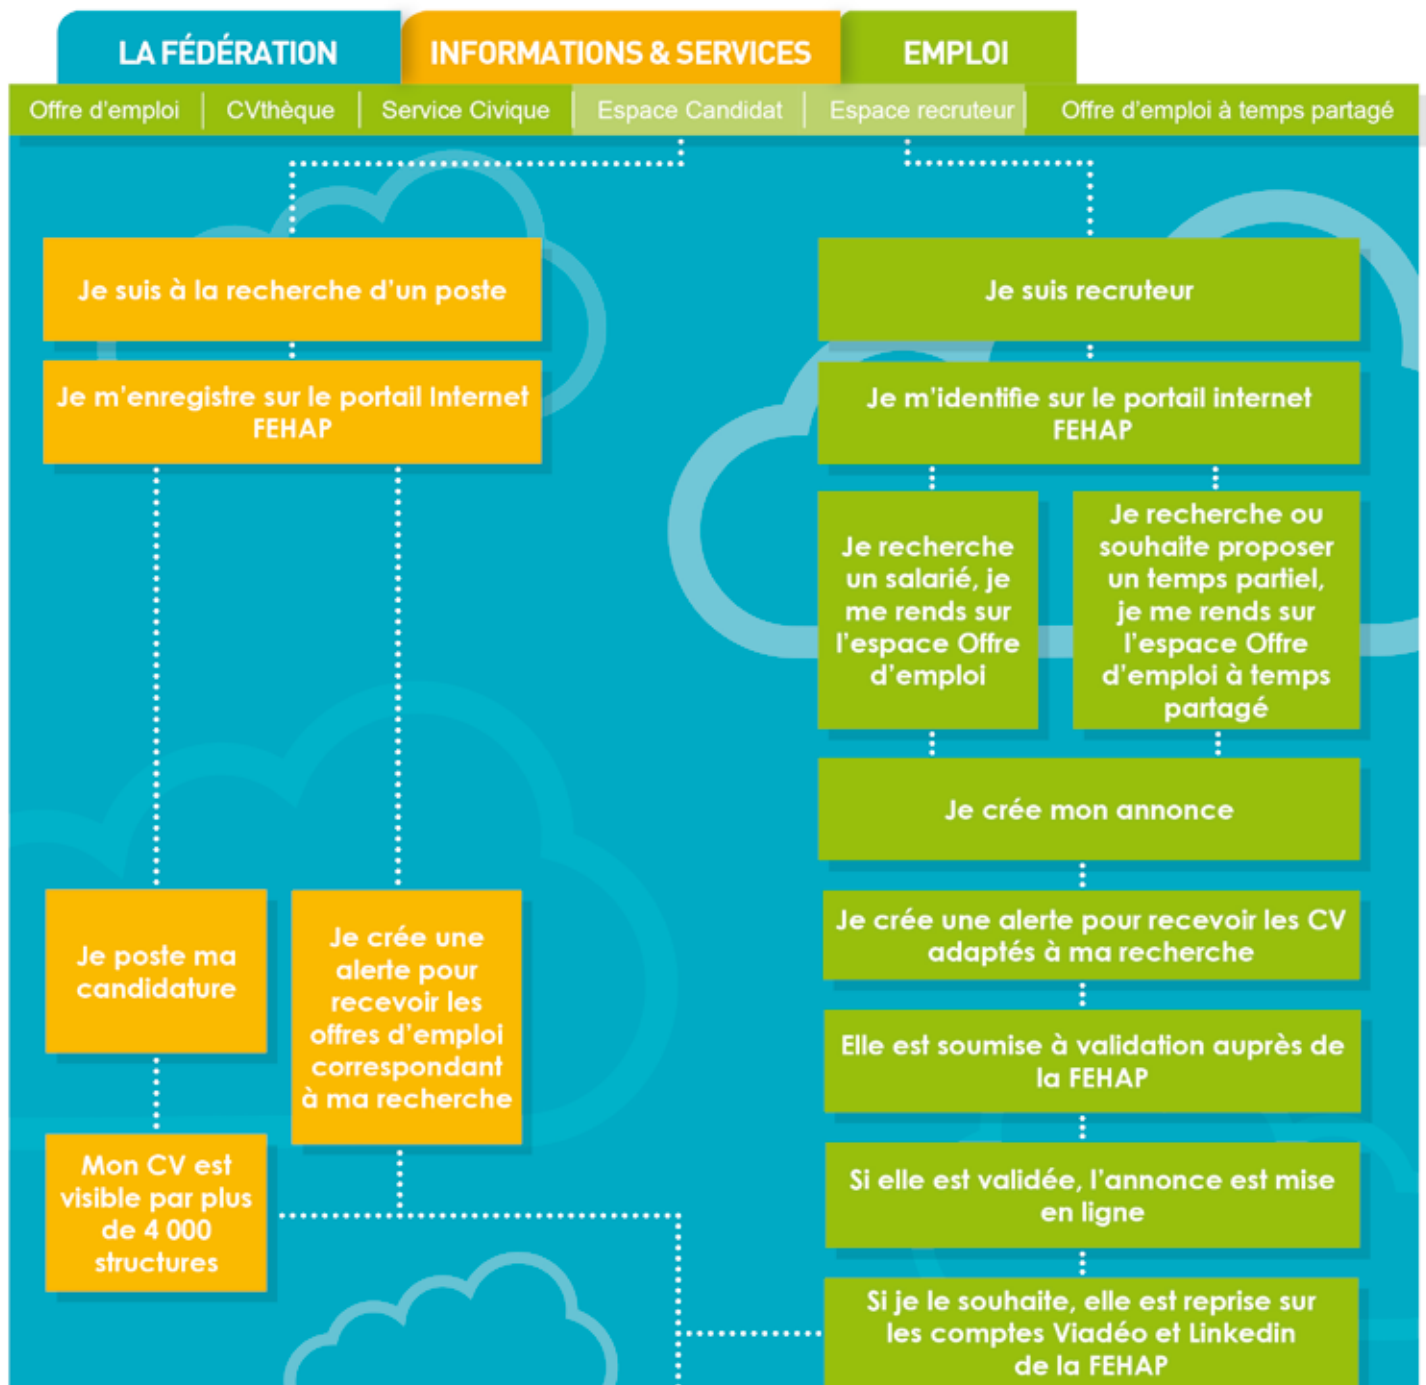 LA FÉDÉRATION
INFORMATIONS & SERVICES
EMPLOI
Offre d'emploi
CVthèque
Service Civique
Espace Candidat
Espace recruteur
Offre d'emploi à temps partagé
Je suis à la recherche d'un poste
Je m'enregistre sur le portail Internet
FEHAP
Je poste ma
candidature
Mon CV est
visible par plus
de 4 000
structures
Je crée une
alerte pour
recevoir les
offres d'emploi
correspondant
à ma recherche
Je suis recruteur
Je m'identifie sur le portail internet
FEHAP
Je recherche
un salarié, je
me rends sur
l'espace Offre
d'emploi
Je recherche ou
souhaite proposer
un temps partiel,
je me rends sur
l'espace Offre
d'emploi à temps
partagé
Je crée mon annonce
Je crée une alerte pour recevoir les CV
adaptés à ma recherche
Elle est soumise à validation auprès de
la FEHAP
Si elle est validée, l'annonce est mise
en ligne
Si je le souhaite, elle est reprise sur
les comptes Viadéo et Linkedin
de la FEHAP